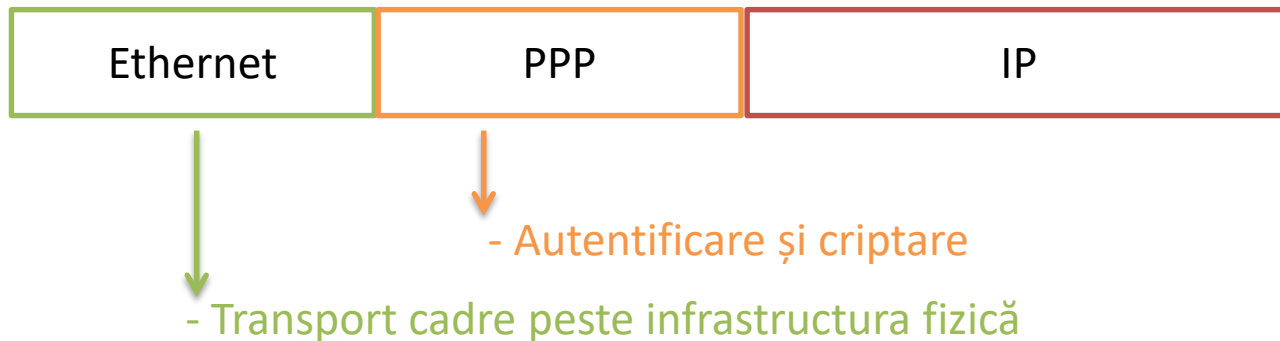 Ethernet PPP IP
- Autentificare și criptare
- Transport cadre peste infrastructura fizică